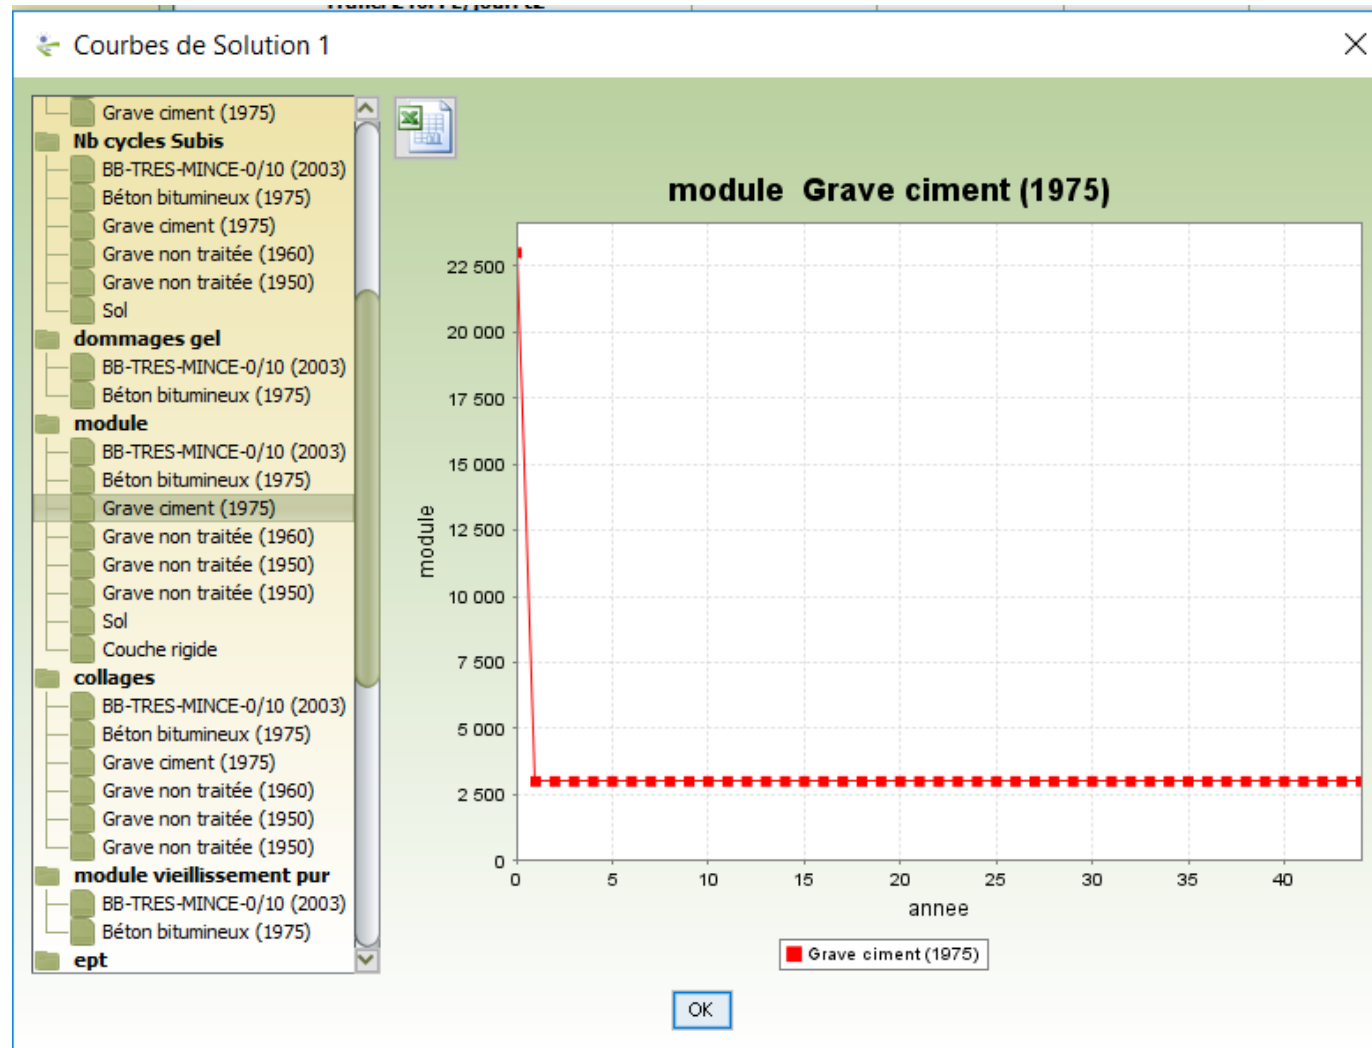 Courbes de Solution 1
Grave ciment (1975)
Nb cycles Subis
BB-TRES-MINCE-0/10 (2003)
Béton bitumineux (1975)
Grave ciment (1975)
Grave non traitée (1960)
Grave non traitée (1950)
Sol
dommages gel
BB-TRES-MINCE-0/10 (2003)
Béton bitumineux (1975)
module
BB-TRES-MINCE-0/10 (2003)
Béton bitumineux (1975)
Grave ciment (1975)
Grave non traitée (1960)
Grave non traitée (1950)
Grave non traitée (1950)
Sol
Couche rigide
collages
BB-TRES-MINCE-0/10 (2003)
Béton bitumineux (1975)
Grave ciment (1975)
Grave non traitée (1960)
Grave non traitée (1950)
Grave non traitée (1950)
module vieillissement pur
BB-TRES-MINCE-0/10 (2003)
Béton bitumineux (1975)
ept
module Grave ciment (1975)
module
22 500
20 000
17 500
15 000
12 500
10 000
7 500
5 000
2 500
0
0 5 10 15 20 25 30 35 40
annee
Grave ciment (1975)
OK